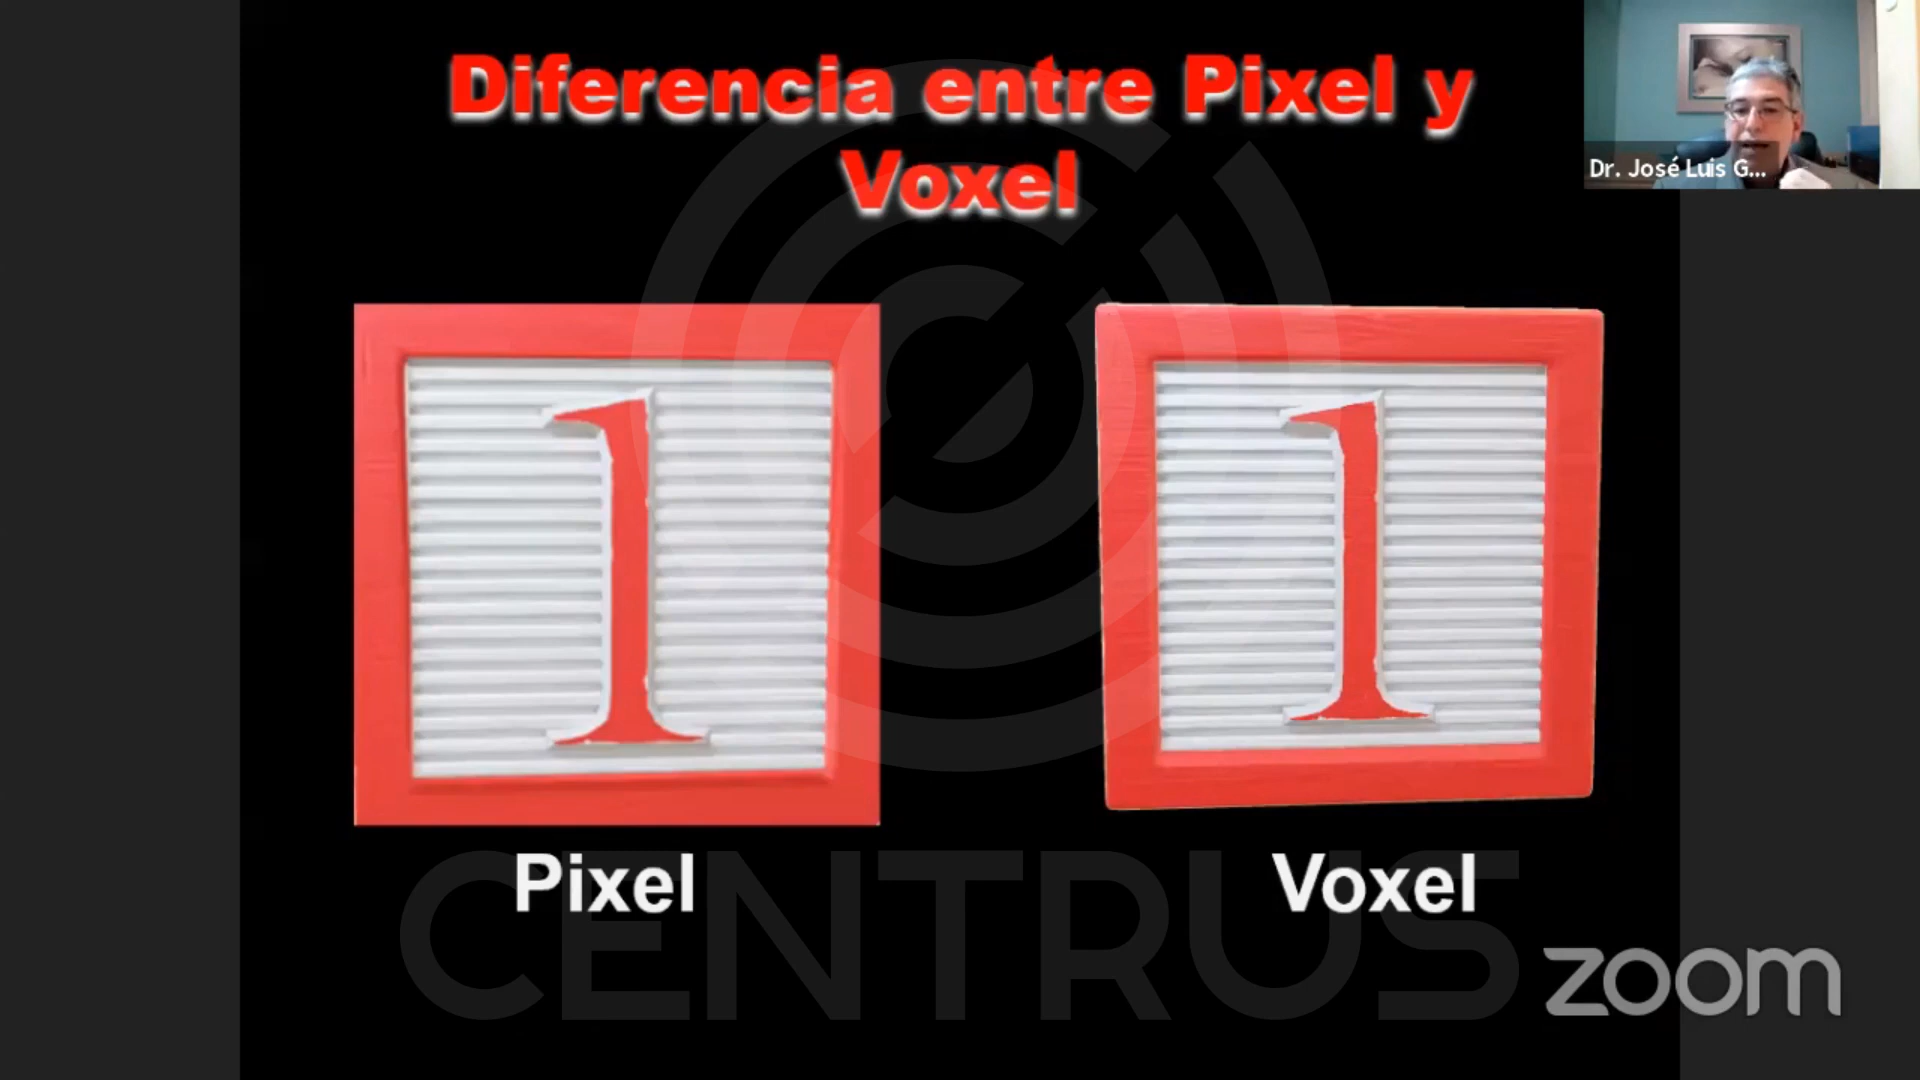 Diferencia entre Pixel y
Voxel
Dr. José Luis G...
1
1
Pixel
Voxel
CENTRUS
zoom